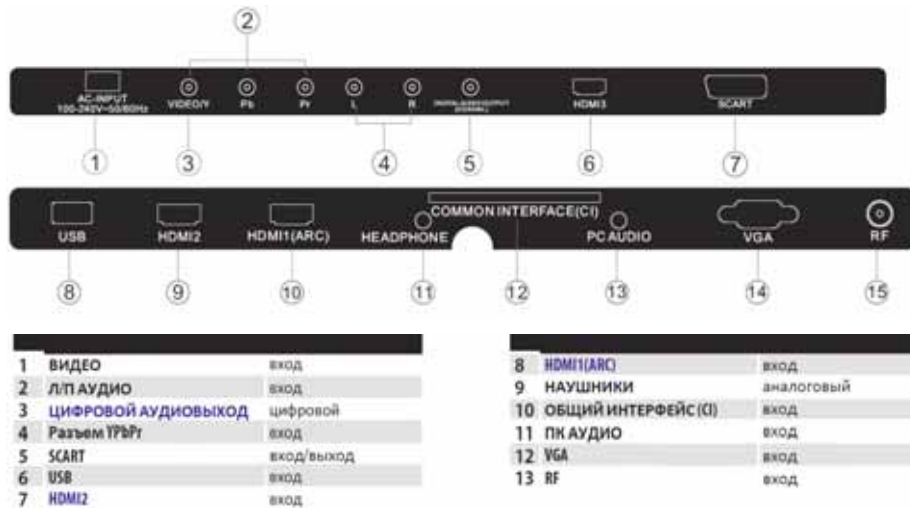 ②
AC-INPUT
100-240V~50/60Hz
VIDEO/Y Pb Pr L R DIGITAL AUDIO OUTPUT
(COAXIAL)
HDMI3 SCART
① ③ ④ ⑤ ⑥ ⑦
COMMON INTERFACE(CI)
USB HDMI2 HDMI1(ARC) HEADPHONE PC AUDIO VGA RF
⑧ ⑨ ⑩ ⑪ ⑫ ⑬ ⑭ ⑮
1 ВИДЕО вход
2 Л/П АУДИО вход
3 ЦИФРОВОЙ АУДИОВЫХОД цифровой
4 Разъем YPbPr вход
5 SCART вход/выход
6 USB вход
7 HDMI2 вход
8 HDMI1(ARC) вход
9 НАУШНИКИ аналоговый
10 ОБЩИЙ ИНТЕРФЕЙС (CI) вход
11 ПК АУДИО вход
12 VGA вход
13 RF вход